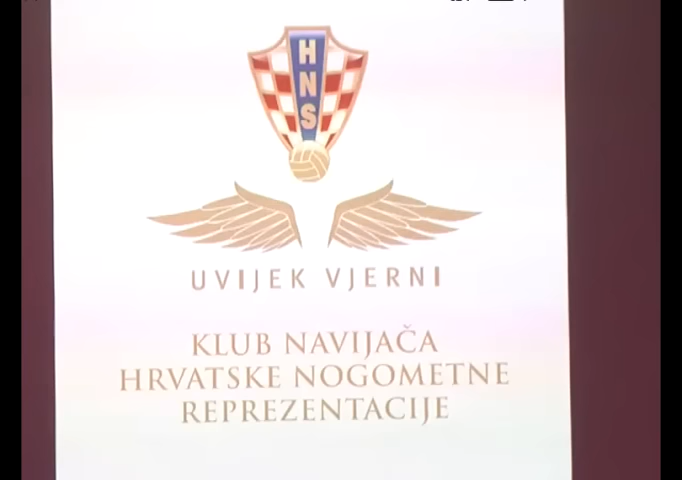 HNS
UVIJEK VJERNI
KLUB NAVIJAČA
HRVATSKE NOGOMETNE
REPREZENTACIJE